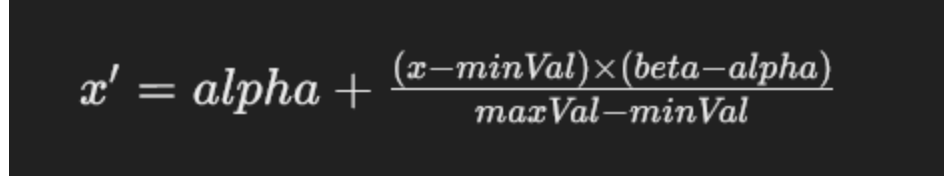 x′ = alpha + (x−minVal)×(beta−alpha) / maxVal−minVal